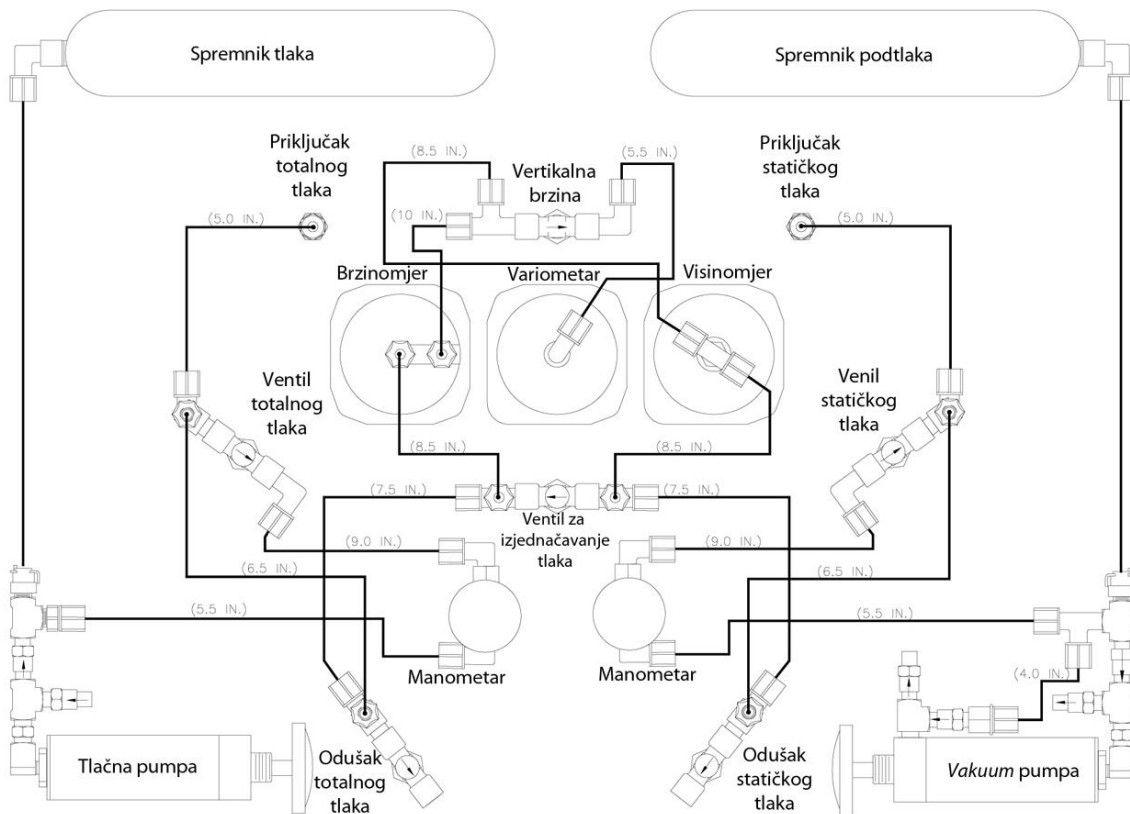 Spremnik tlaka
Spremnik podtlaka
Priključak
totalnog
tlaka
(8.5 IN.)
(5.5 IN.)
Vertikalna
brzina
Priključak
statičkog
tlaka
(5.0 IN.)
(10 IN.)
(5.0 IN.)
Brzinomjer
Variometar
Visinomjer
Ventil
totalnog
tlaka
Venil
statičkog
tlaka
(8.5 IN.)
(8.5 IN.)
(7.5 IN.)
(7.5 IN.)
Ventil za
izjednačavanje
tlaka
(9.0 IN.)
(9.0 IN.)
(6.5 IN.)
(6.5 IN.)
(5.5 IN.)
(5.5 IN.)
Manometar
Manometar
(4.0 IN.)
Tlačna pumpa
Odušak
totalnog
tlaka
Odušak
statičkog
tlaka
Vakuum pumpa